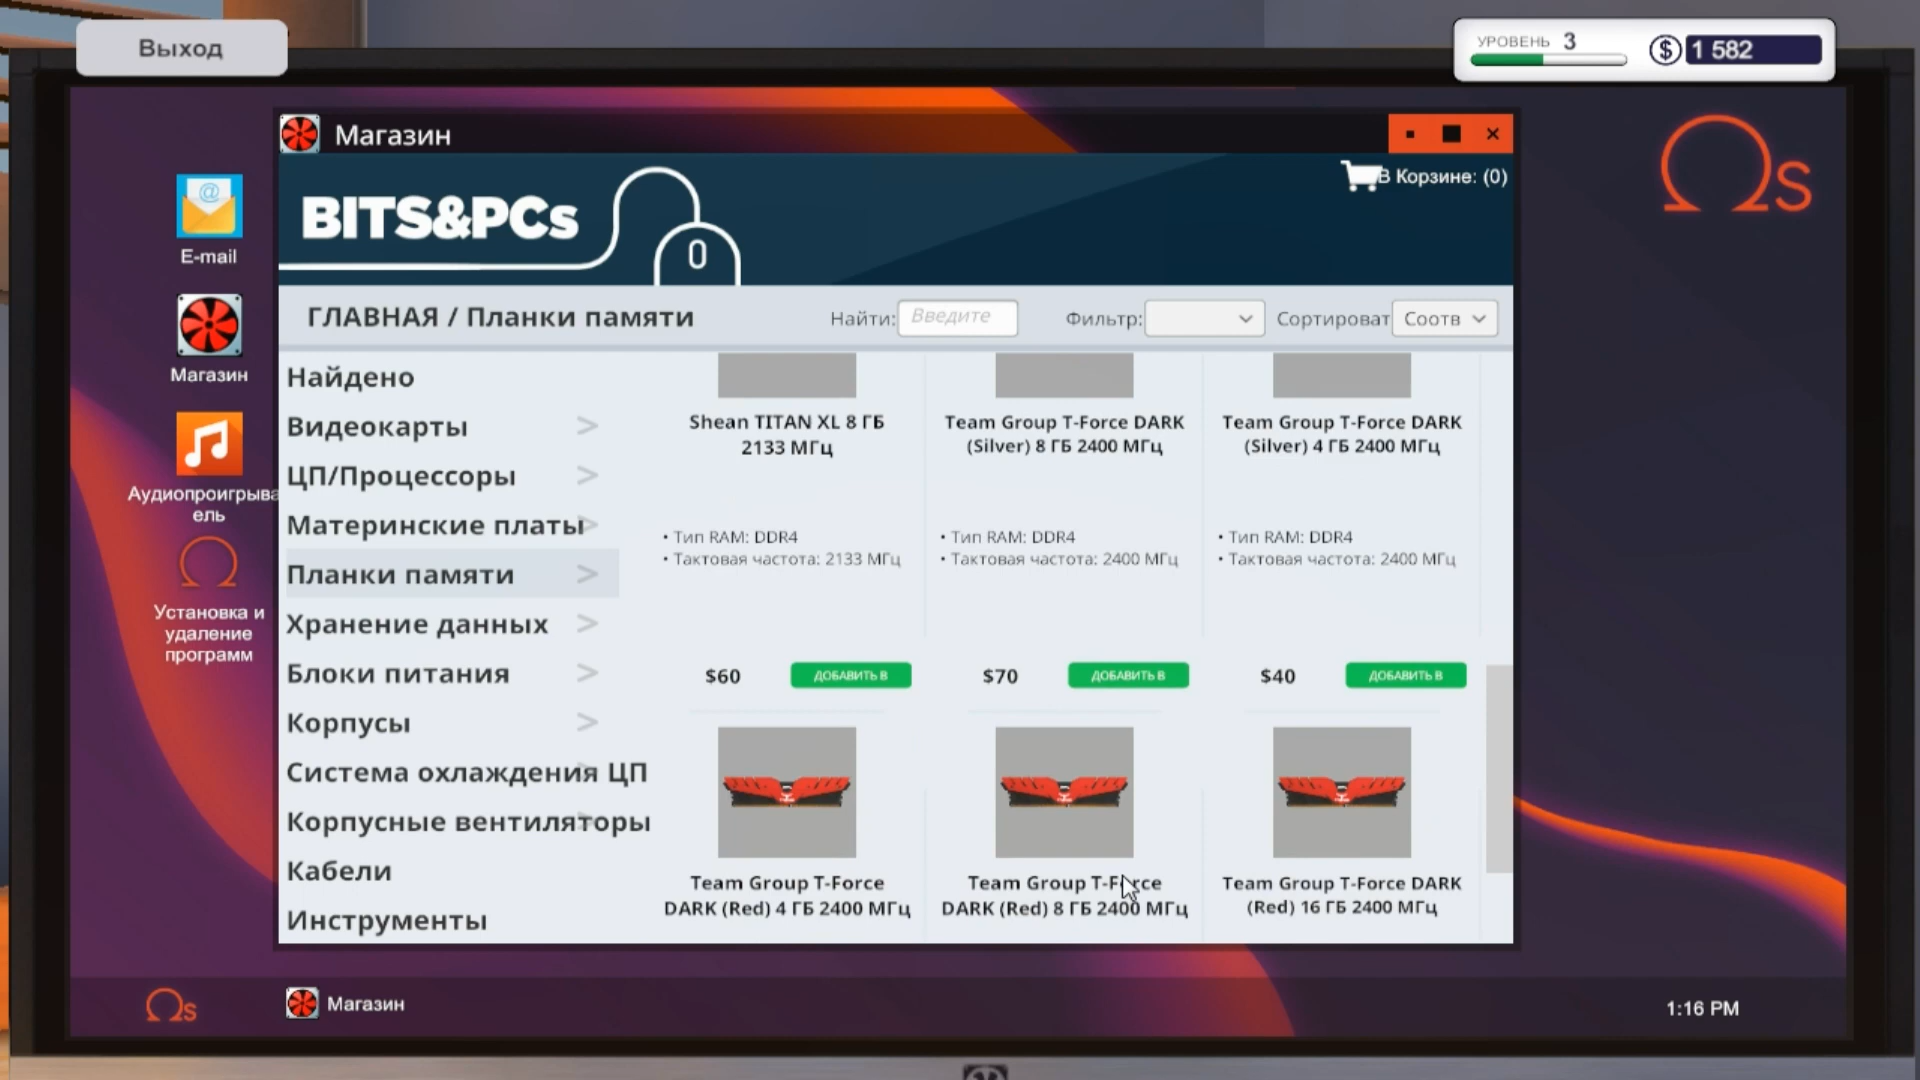 Выход
УРОВЕНЬ 3
$ 1 582
Магазин
В Корзине: (0)
BITS&PCs
ГЛАВНАЯ / Планки памяти
Найти: Введите
Фильтр:
Сортироват Соотв
E-mail
Магазин
Аудиопроигрыва
ель
Установка и
удаление
программ
Найдено
Видеокарты >
ЦП/Процессоры >
Материнские платы >
Планки памяти >
Хранение данных >
Блоки питания >
Корпусы >
Система охлаждения ЦП
Корпусные вентиляторы
Кабели
Инструменты
Shean TITAN XL 8 ГБ
2133 МГц
• Тип RAM: DDR4
• Тактовая частота: 2133 МГц
$60 ДОБАВИТЬ В
Team Group T-Force DARK
(Silver) 8 ГБ 2400 МГц
• Тип RAM: DDR4
• Тактовая частота: 2400 МГц
$70 ДОБАВИТЬ В
Team Group T-Force DARK
(Silver) 4 ГБ 2400 МГц
• Тип RAM: DDR4
• Тактовая частота: 2400 МГц
$40 ДОБАВИТЬ В
Team Group T-Force
DARK (Red) 4 ГБ 2400 МГц
Team Group T-Force
DARK (Red) 8 ГБ 2400 МГц
Team Group T-Force DARK
(Red) 16 ГБ 2400 МГц
Ωs
Ωs
Магазин
1:16 PM